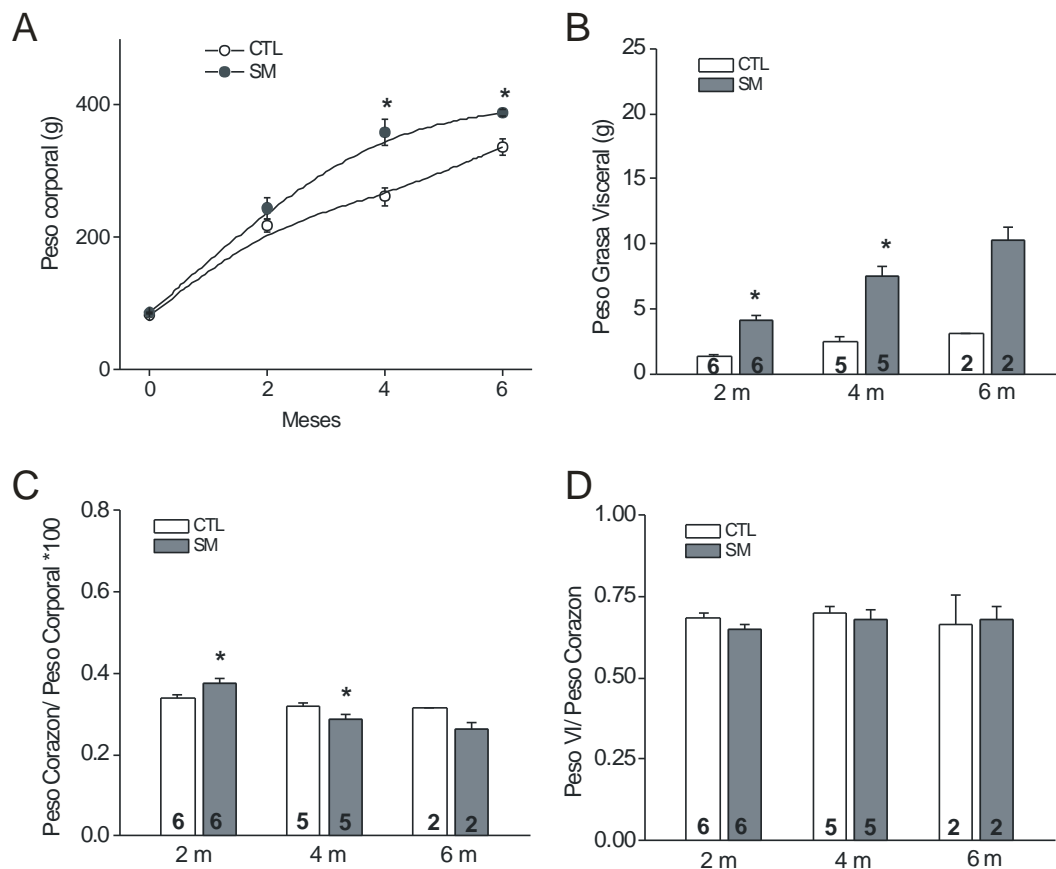 A
CTL
SM
*
*
400
200
0
Peso corporal (g)
0 2 4 6
Meses
B
25
20
15
10
5
0
Peso Grasa Visceral (g)
CTL
SM
*
*
6 6 5 5 2 2
2 m 4 m 6 m
C
0.8
0.6
0.4
0.2
0.0
Peso Corazon/ Peso Corporal *100
CTL
SM
*
*
6 6 5 5 2 2
2 m 4 m 6 m
D
1.00
0.75
0.50
0.25
0.00
Peso VI/ Peso Corazon
CTL
SM
6 6 5 5 2 2
2 m 4 m 6 m